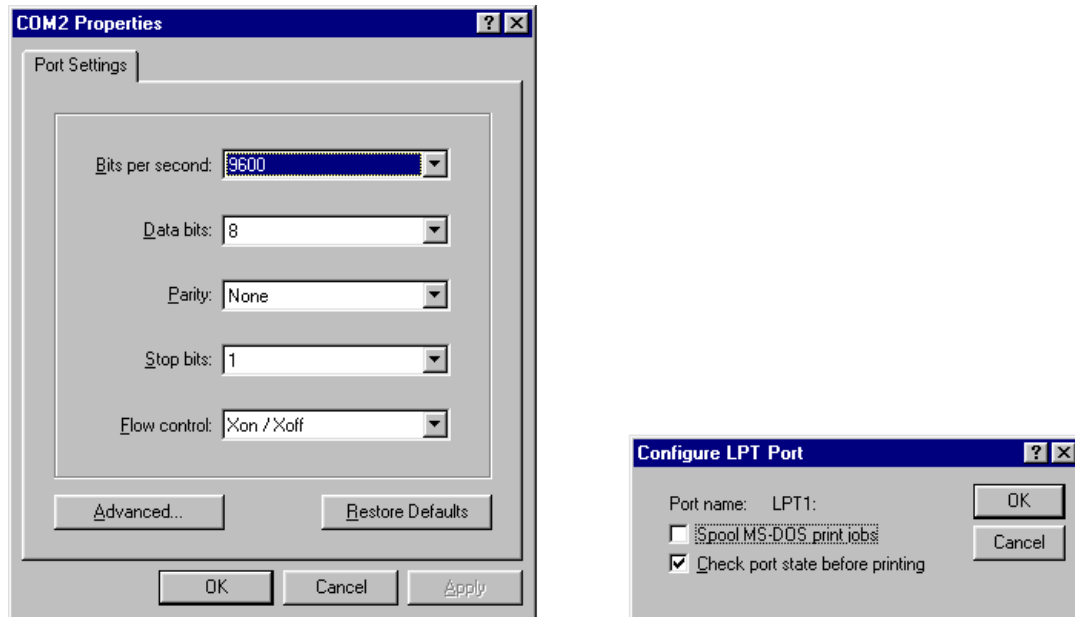 COM2 Properties
Port Settings
Bits per second: 9600
Data bits: 8
Parity: None
Stop bits: 1
Flow control: Xon / Xoff
Advanced...
Restore Defaults
OK
Cancel
Apply
Configure LPT Port
Port name: LPT1:
OK
Spool MS-DOS print jobs
Cancel
Check port state before printing